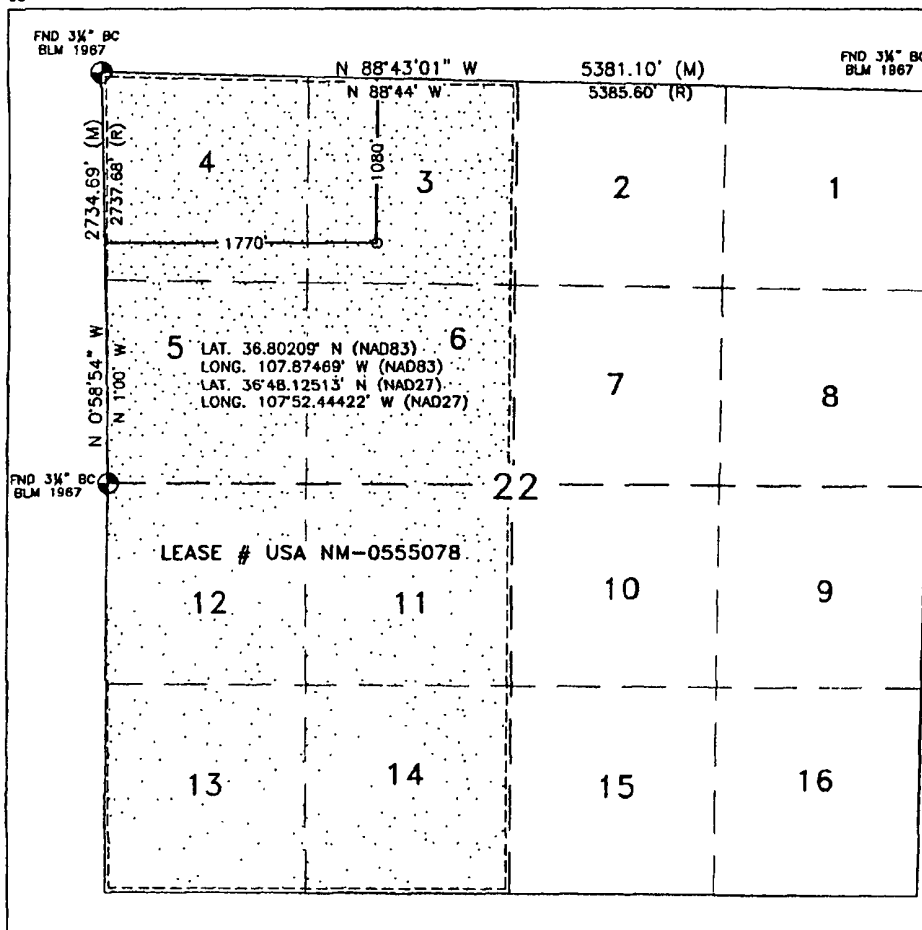 FND 3¼" BC
BLM 1967
N 88°43'01" W 5381.10' (M)
N 88°44' W 5385.60' (R)
FND 3¼" BC
BLM 1967
2734.69' (M)
2737.68' (R)
4
3
2
1
1080'
1770'
N 0°58'54" W
N 1°00' W
5
6
7
8
LAT. 36.80209° N (NAD83)
LONG. 107.87469° W (NAD83)
LAT. 36°48.12513' N (NAD27)
LONG. 107°52.44422' W (NAD27)
FND 3¼" BC
BLM 1967
22
LEASE # USA NM-0555078
12
11
10
9
13
14
15
16